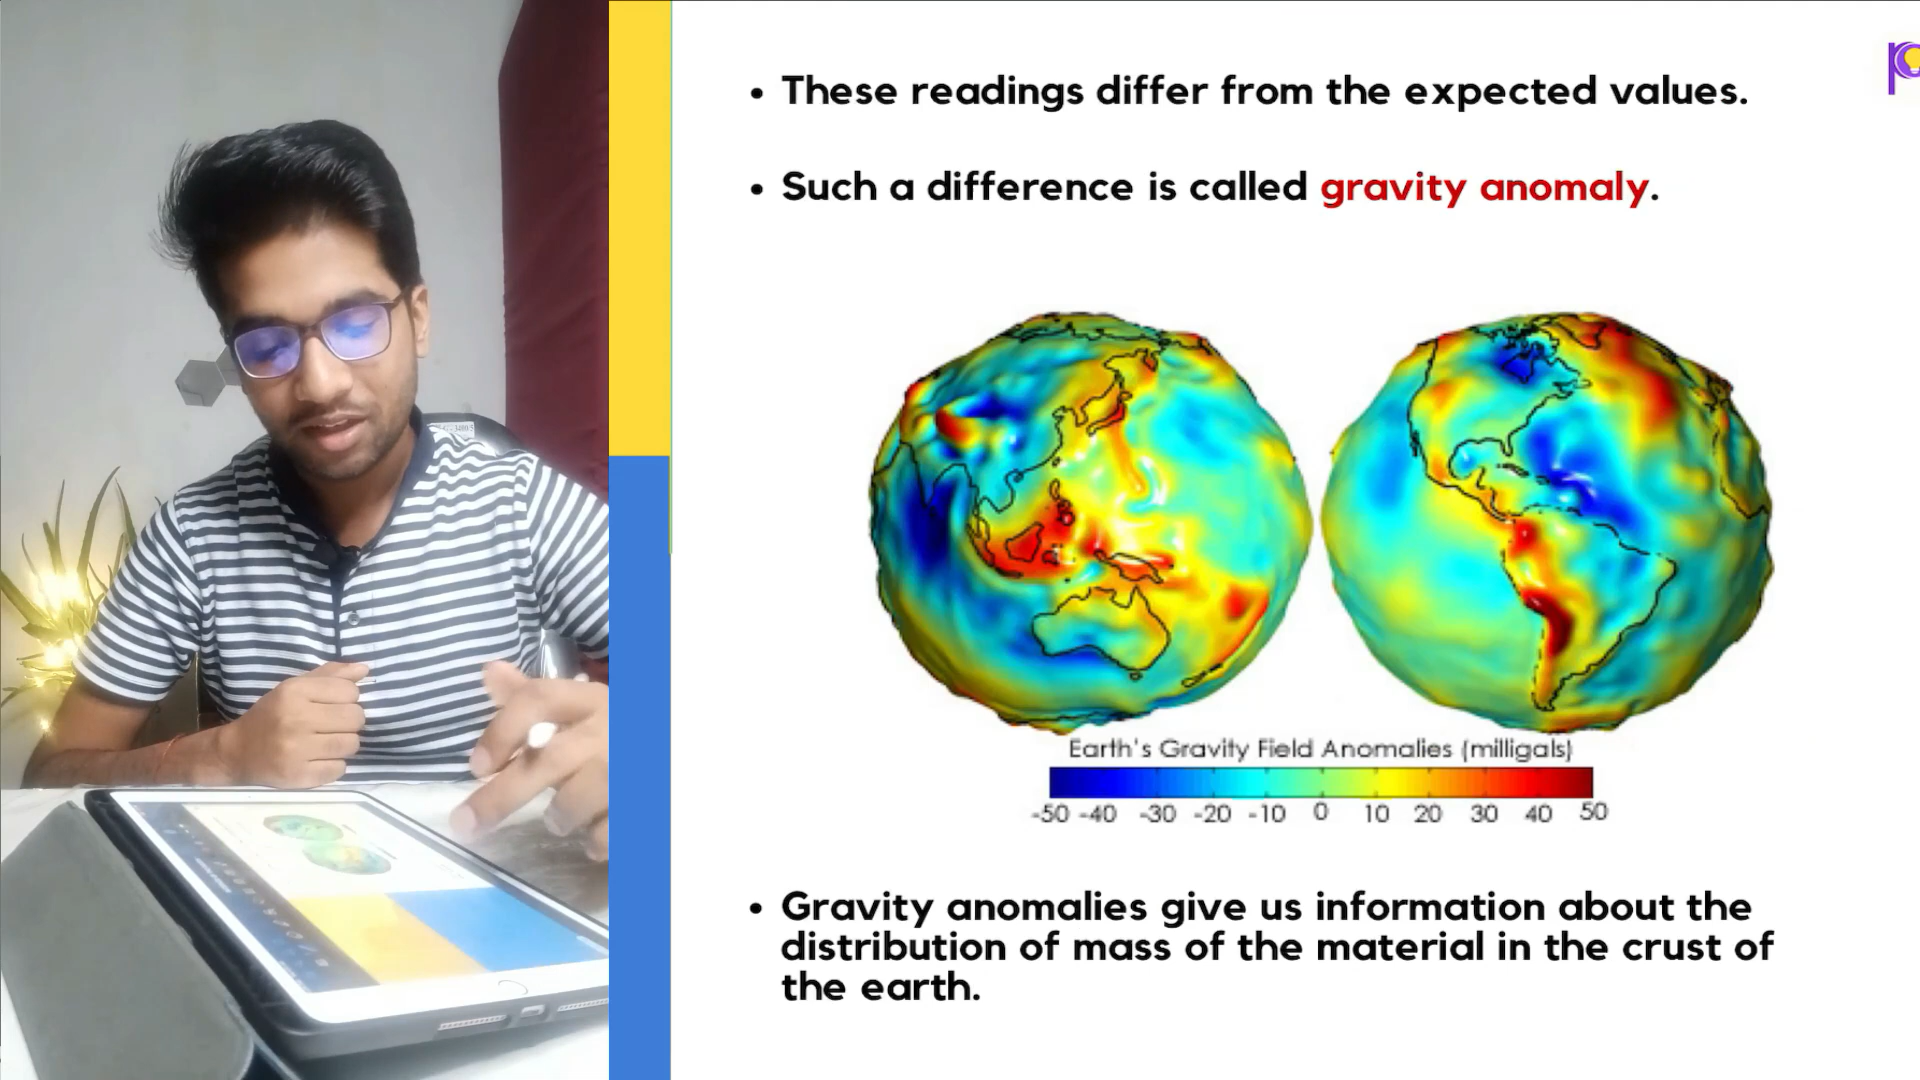 • These readings differ from the expected values.
• Such a difference is called gravity anomaly.
Earth's Gravity Field Anomalies (milligals)
-50 -40 -30 -20 -10 0 10 20 30 40 50
• Gravity anomalies give us information about the
distribution of mass of the material in the crust of
the earth.